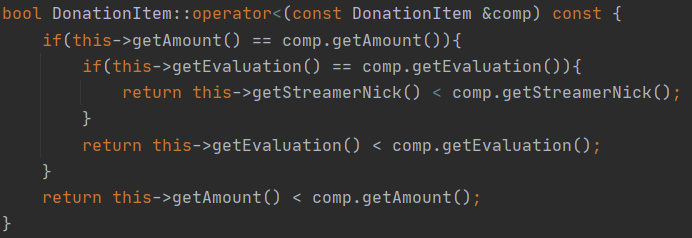 bool DonationItem::operator<(const DonationItem &comp) const {
    if(this->getAmount() == comp.getAmount()){
        if(this->getEvaluation() == comp.getEvaluation()){
            return this->getStreamerNick() < comp.getStreamerNick();
        }
        return this->getEvaluation() < comp.getEvaluation();
    }
    return this->getAmount() < comp.getAmount();
}